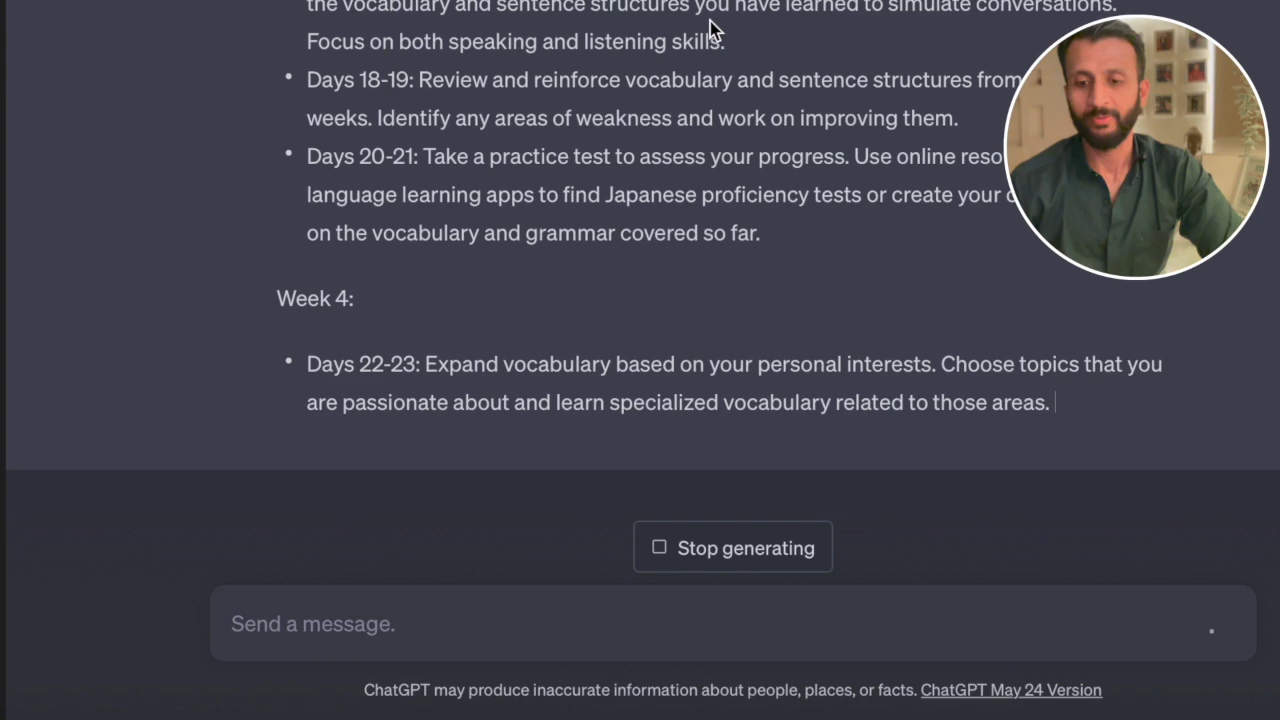 the vocabulary and sentence structures you have learned to simulate conversations.
Focus on both speaking and listening skills.
• Days 18-19: Review and reinforce vocabulary and sentence structures from
weeks. Identify any areas of weakness and work on improving them.
• Days 20-21: Take a practice test to assess your progress. Use online
language learning apps to find Japanese proficiency tests or create your
on the vocabulary and grammar covered so far.
Week 4:
• Days 22-23: Expand vocabulary based on your personal interests. Choose topics that you
are passionate about and learn specialized vocabulary related to those areas.
Stop generating
Send a message.
ChatGPT may produce inaccurate information about people, places, or facts. ChatGPT May 24 Version